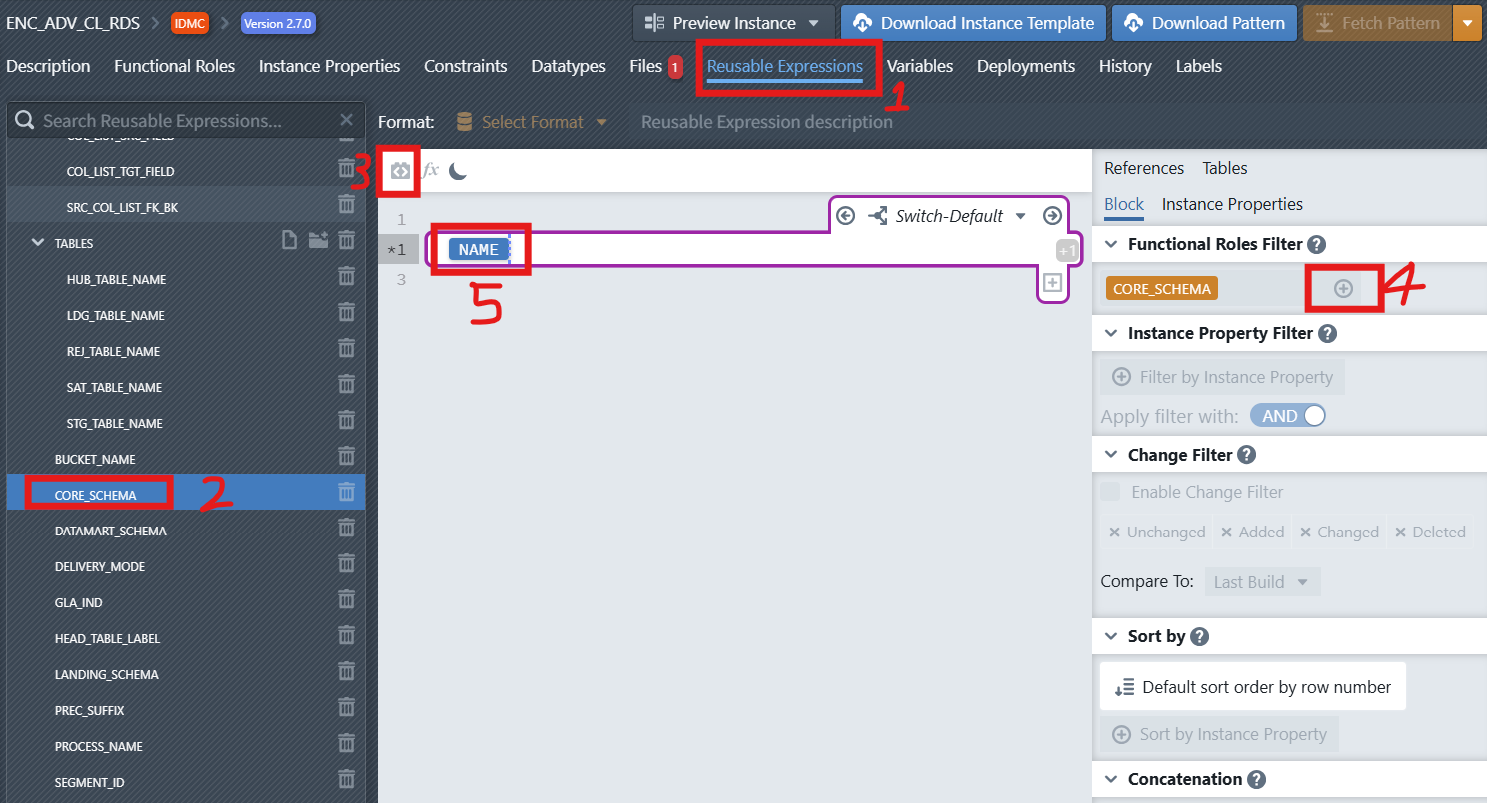 ENC_ADV_CL_RDS > IDMC > Version 2.7.0
Preview Instance
Download Instance Template
Download Pattern
Fetch Pattern
Description Functional Roles Instance Properties Constraints Datatypes Files 1 Reusable Expressions Variables Deployments History Labels
1
Search Reusable Expressions...
Format: Select Format Reusable Expression description
COL_LIST_SRC_FIELD
COL_LIST_TGT_FIELD
SRC_COL_LIST_FK_BK
TABLES
HUB_TABLE_NAME
LDG_TABLE_NAME
REJ_TABLE_NAME
SAT_TABLE_NAME
STG_TABLE_NAME
BUCKET_NAME
CORE_SCHEMA
2
DATAMART_SCHEMA
DELIVERY_MODE
GLA_IND
HEAD_TABLE_LABEL
LANDING_SCHEMA
PREC_SUFFIX
PROCESS_NAME
SEGMENT_ID
3
fx
1
Switch-Default
*1 NAME +1
3
5
References Tables
Block Instance Properties
Functional Roles Filter ?
CORE_SCHEMA
4
Instance Property Filter ?
Filter by Instance Property
Apply filter with: AND
Change Filter ?
Enable Change Filter
Unchanged Added Changed Deleted
Compare To: Last Build
Sort by ?
Default sort order by row number
Sort by Instance Property
Concatenation ?